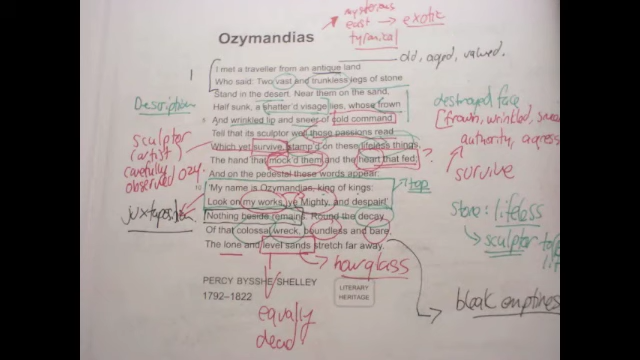 mysterious
east → exotic
tyranical
Ozymandias
old, aged, valued.
1
I met a traveller from an antique land
Who said: Two vast and trunkless legs of stone
Stand in the desert. Near them on the sand,
Half sunk, a shatter'd visage lies, whose frown
5
And wrinkled lip and sneer of cold command
Tell that its sculptor well those passions read
Which yet survive, stamp'd on these lifeless things,
The hand that mock'd them and the heart that fed;
And on the pedestal these words appear:
10
'My name is Ozymandias, king of kings:
Look on my works, ye Mighty, and despair!'
Nothing beside remains. Round the decay
Of that colossal wreck, boundless and bare,
The lone and level sands stretch far away.
Description
sculptor
(artist)
carefully
observed Ozy.
juxtaposition
destroyed face
[frown, wrinkled,
authority,
survive
?
top
stone: lifeless
→ sculptor
hourglass
bleak emptiness
equally
dead
PERCY BYSSHE SHELLEY
1792–1822
LITERARY
HERITAGE